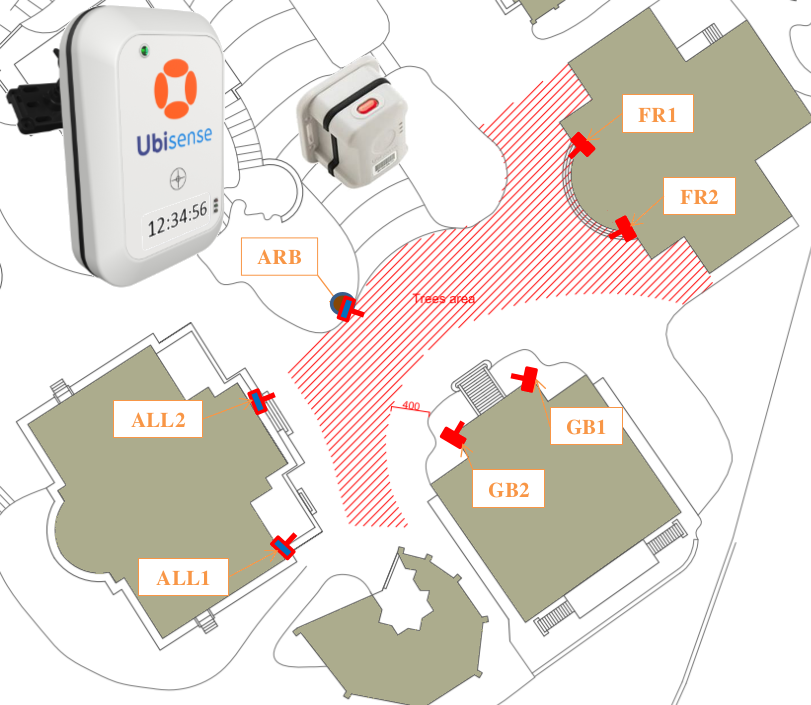 Ubisense
12:34:56
FR1
FR2
ARB
Trees area
ALL2
400
GB1
GB2
ALL1